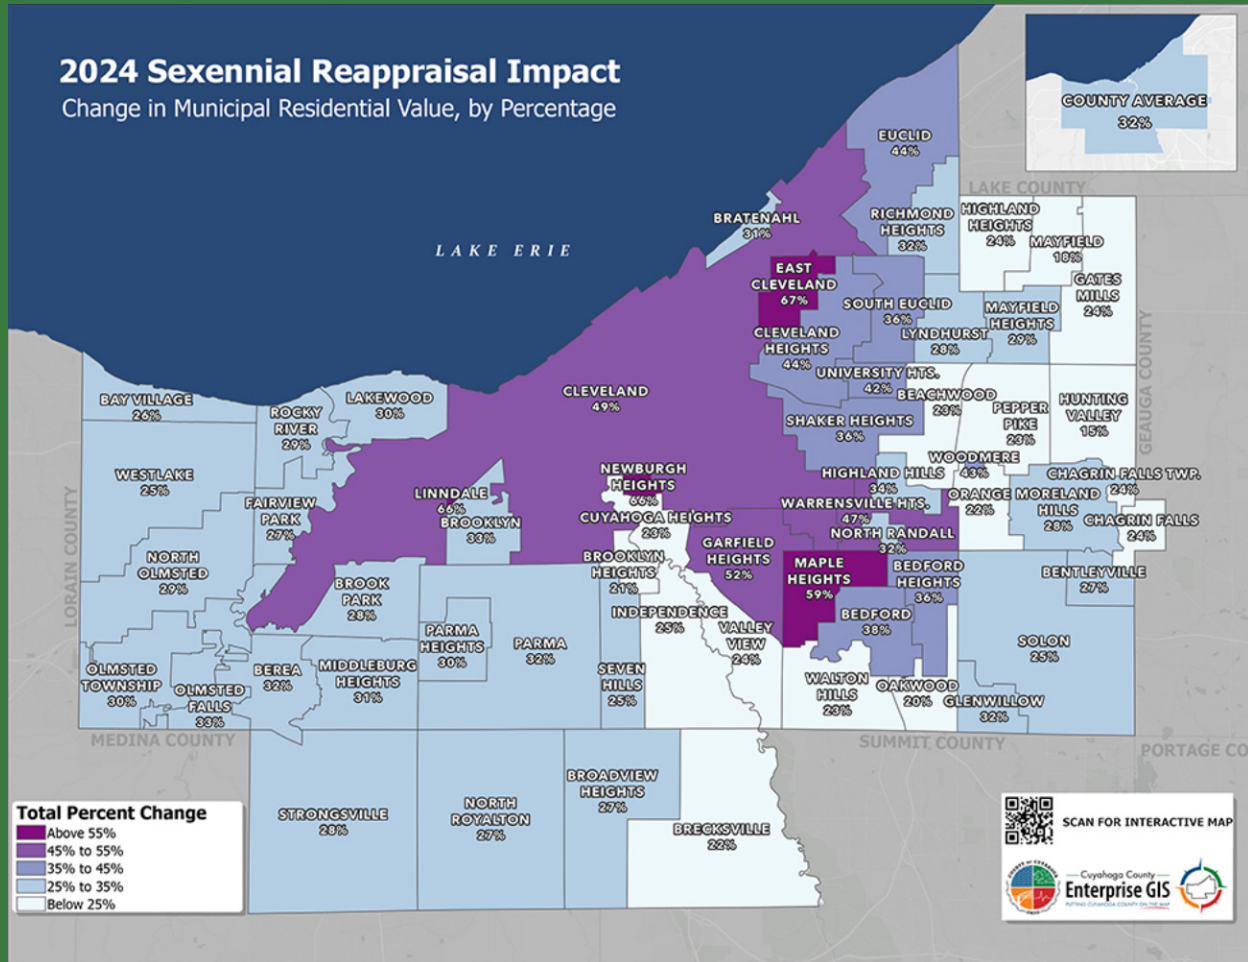 2024 Sexennial Reappraisal Impact
Change in Municipal Residential Value, by Percentage
COUNTY AVERAGE
32%
LAKE ERIE
LAKE COUNTY
GEAUGA COUNTY
LORAIN COUNTY
MEDINA COUNTY
SUMMIT COUNTY
PORTAGE CO
EUCLID
44%
BRATENAHL
31%
RICHMOND
HEIGHTS
32%
HIGHLAND
HEIGHTS
24%
MAYFIELD
18%
GATES
MILLS
24%
EAST
CLEVELAND
67%
SOUTH EUCLID
36%
MAYFIELD
HEIGHTS
29%
LYNDHURST
28%
CLEVELAND
HEIGHTS
44%
UNIVERSITY HTS.
42%
BEACHWOOD
23%
PEPPER
PIKE
23%
HUNTING
VALLEY
15%
SHAKER HEIGHTS
36%
CLEVELAND
49%
BAY VILLAGE
26%
ROCKY
RIVER
29%
LAKEWOOD
30%
WESTLAKE
25%
FAIRVIEW
PARK
27%
LINNDALE
66%
BROOKLYN
33%
NEWBURGH
HEIGHTS
66%
CUYAHOGA HEIGHTS
23%
HIGHLAND HILLS
34%
WOODMERE
43%
CHAGRIN FALLS TWP.
24%
WARRENSVILLE HTS.
47%
ORANGE
22%
MORELAND
HILLS
28%
CHAGRIN FALLS
24%
NORTH RANDALL
32%
GARFIELD
HEIGHTS
52%
NORTH
OLMSTED
29%
BROOK
PARK
28%
BROOKLYN
HEIGHTS
21%
MAPLE
HEIGHTS
59%
BEDFORD
HEIGHTS
36%
BENTLEYVILLE
27%
INDEPENDENCE
25%
VALLEY
VIEW
24%
BEDFORD
38%
SOLON
25%
OLMSTED
TOWNSHIP
30%
OLMSTED
FALLS
33%
BEREA
32%
MIDDLEBURG
HEIGHTS
31%
PARMA
HEIGHTS
30%
PARMA
32%
SEVEN
HILLS
25%
WALTON
HILLS
23%
OAKWOOD
20%
GLENWILLOW
32%
STRONGSVILLE
28%
NORTH
ROYALTON
27%
BROADVIEW
HEIGHTS
27%
BRECKSVILLE
22%
Total Percent Change
Above 55%
45% to 55%
35% to 45%
25% to 35%
Below 25%
SCAN FOR INTERACTIVE MAP
Cuyahoga County
Enterprise GIS
PUTTING CUYAHOGA COUNTY ON THE MAP